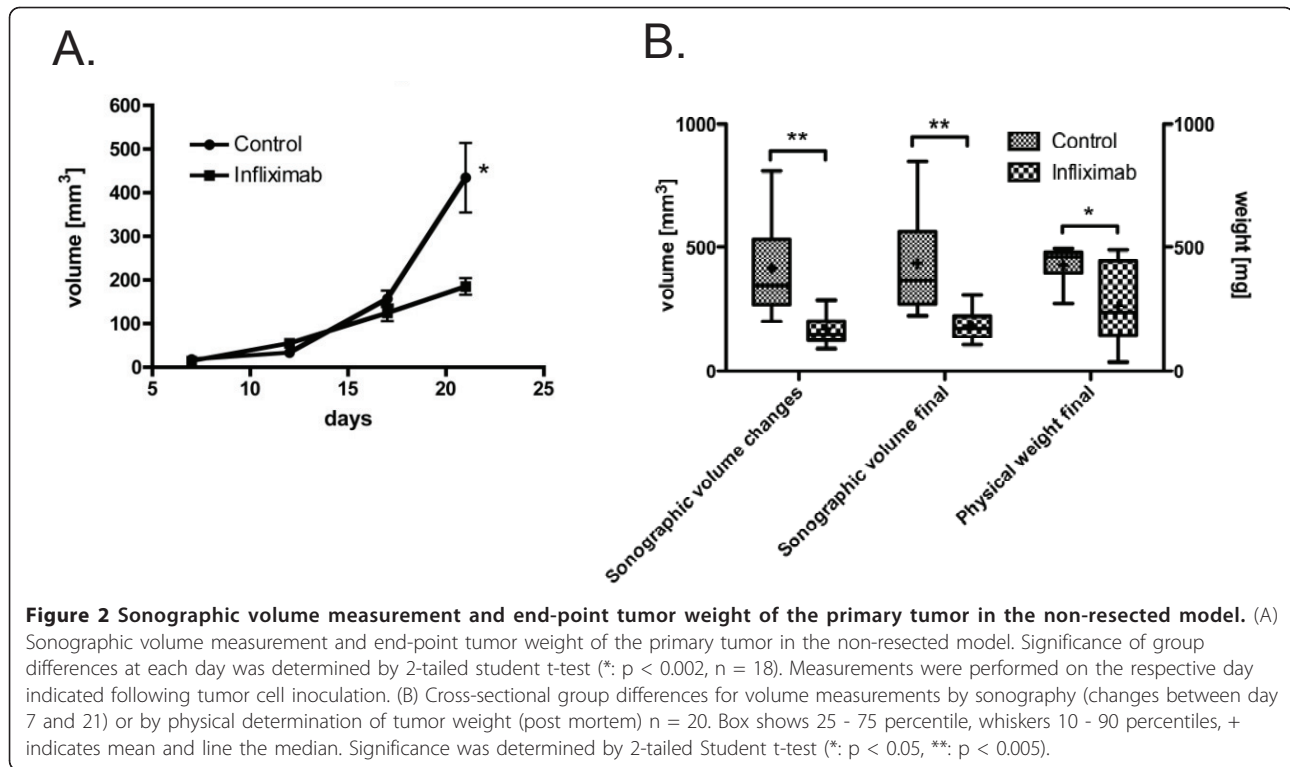 A.
B.
600
500
400
300
200
100
0
volume [mm³]
Control
Infliximab
*
5
10
15
20
25
days
1000
500
0
volume [mm³]
**
**
*
Control
Infliximab
1000
500
0
weight [mg]
Sonographic volume changes
Sonographic volume final
Physical weight final
Figure 2 Sonographic volume measurement and end-point tumor weight of the primary tumor in the non-resected model. (A)
Sonographic volume measurement and end-point tumor weight of the primary tumor in the non-resected model. Significance of group
differences at each day was determined by 2-tailed student t-test (*: p < 0.002, n = 18). Measurements were performed on the respective day
indicated following tumor cell inoculation. (B) Cross-sectional group differences for volume measurements by sonography (changes between day
7 and 21) or by physical determination of tumor weight (post mortem) n = 20. Box shows 25 - 75 percentile, whiskers 10 - 90 percentiles, +
indicates mean and line the median. Significance was determined by 2-tailed Student t-test (*: p < 0.05, **: p < 0.005).